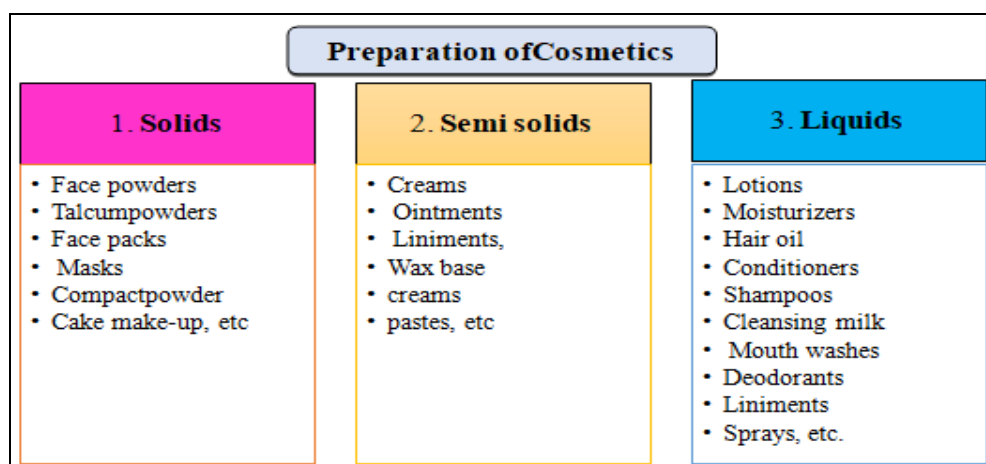 Preparation ofCosmetics
1. Solids
• Face powders
• Talcumpowders
• Face packs
• Masks
• Compactpowder
• Cake make-up, etc
2. Semi solids
• Creams
• Ointments
• Liniments,
• Wax base
• creams
• pastes, etc
3. Liquids
• Lotions
• Moisturizers
• Hair oil
• Conditioners
• Shampoos
• Cleansing milk
• Mouth washes
• Deodorants
• Liniments
• Sprays, etc.